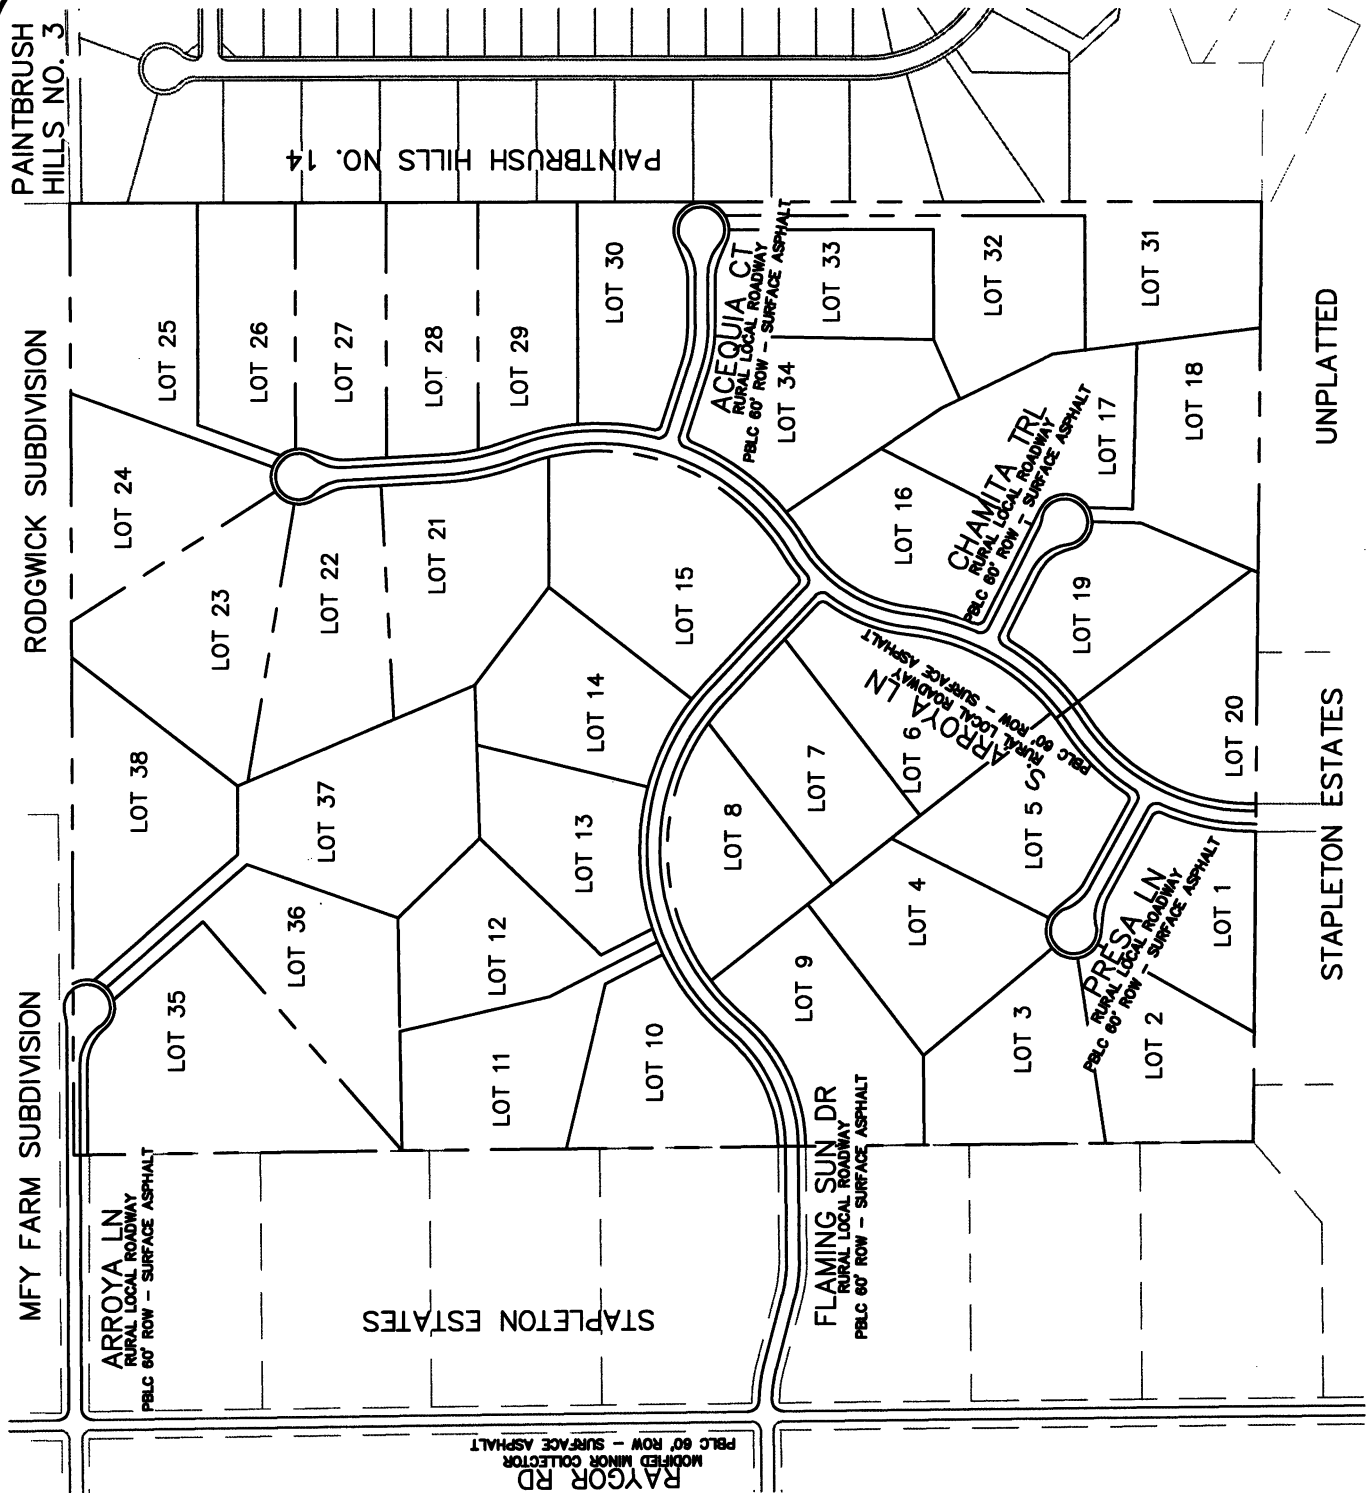 PAINTBRUSH
HILLS NO. 3
PAINTBRUSH HILLS NO. 14
RODGWICK SUBDIVISION
MFY FARM SUBDIVISION
UNPLATTED
STAPLETON ESTATES
STAPLETON ESTATES
LOT 25
LOT 26
LOT 27
LOT 28
LOT 29
LOT 30
LOT 33
LOT 32
LOT 31
ACEQUIA CT
RURAL LOCAL ROADWAY
PBLC 60' ROW - SURFACE ASPHALT
LOT 34
LOT 24
LOT 23
LOT 22
LOT 21
LOT 15
LOT 16
CHAMITA TRL
RURAL LOCAL ROADWAY
PBLC 60' ROW - SURFACE ASPHALT
LOT 17
LOT 18
LOT 19
LOT 20
LOT 38
LOT 37
LOT 14
LOT 13
LOT 8
LOT 7
LOT 6
S. ARROYA LN
RURAL LOCAL ROADWAY
PBLC 60' ROW - SURFACE ASPHALT
LOT 5
LOT 4
LOT 36
LOT 35
LOT 12
LOT 11
LOT 10
LOT 9
LOT 3
LOT 2
LOT 1
PRESA LN
RURAL LOCAL ROADWAY
PBLC 60' ROW - SURFACE ASPHALT
ARROYA LN
RURAL LOCAL ROADWAY
PBLC 60' ROW - SURFACE ASPHALT
FLAMING SUN DR
RURAL LOCAL ROADWAY
PBLC 60' ROW - SURFACE ASPHALT
RAYGOR RD
MODIFIED MINOR COLLECTOR
PBLC 60' ROW - SURFACE ASPHALT